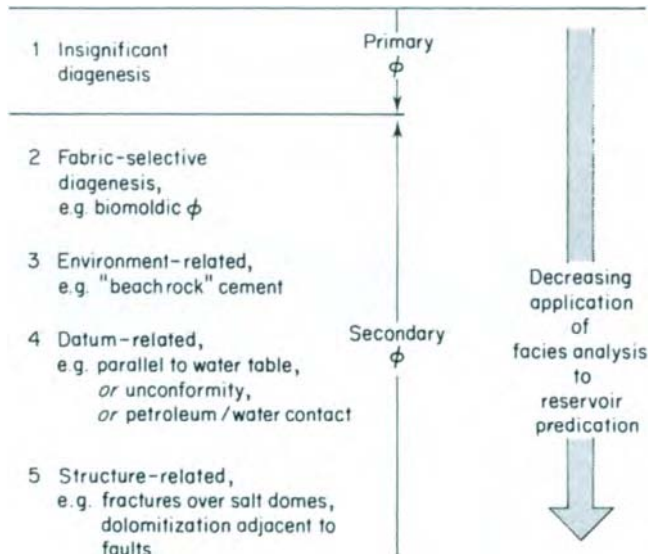 1 Insignificant
diagenesis
Primary
ϕ
2 Fabric-selective
diagenesis,
e.g. biomoldic ϕ
3 Environment-related,
e.g. "beachrock" cement
4 Datum-related,
e.g. parallel to water table,
or unconformity,
or petroleum/water contact
Secondary
ϕ
5 Structure-related,
e.g. fractures over salt domes,
dolomitization adjacent to
faults
Decreasing
application
of
facies analysis
to
reservoir
predication